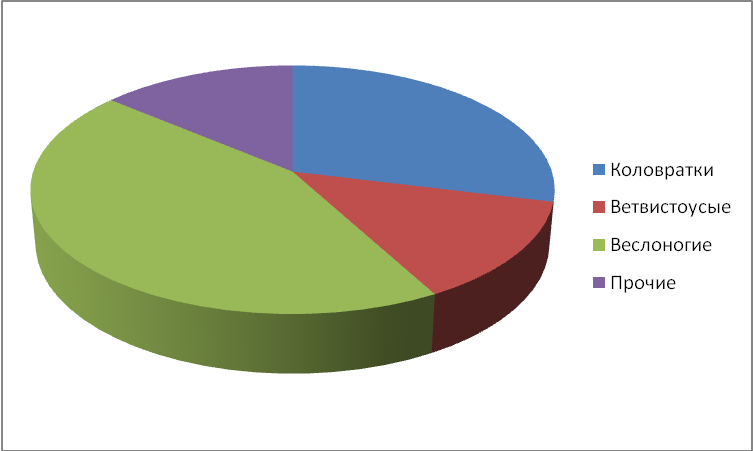 Коловратки
Ветвистоусые
Веслоногие
Прочие